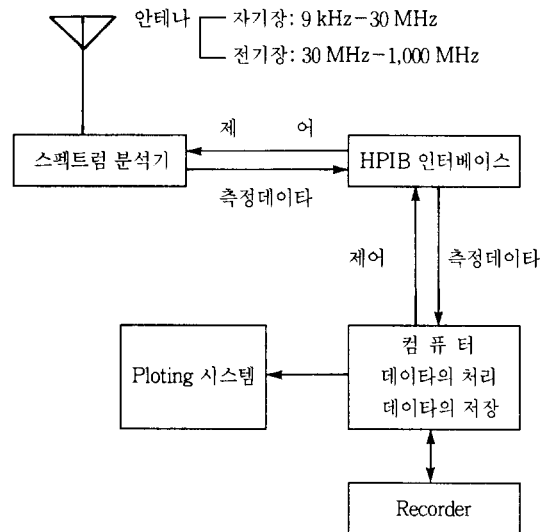 안테나
자기장: 9 kHz-30 MHz
전기장: 30 MHz-1,000 MHz
제 어
스펙트럼 분석기
HPIB 인터베이스
측정데이타
제어
측정데이타
Ploting 시스템
컴 퓨 터
데이타의 처리
데이타의 저장
Recorder